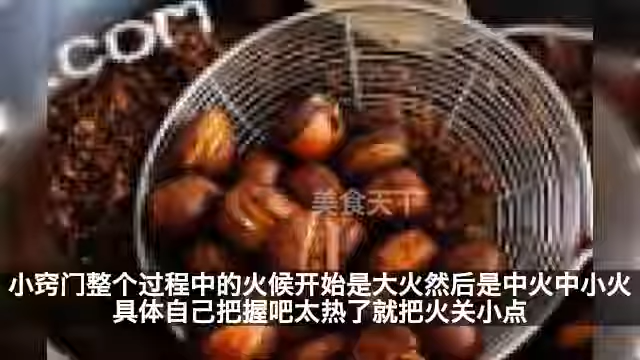 .com
美食天下
小窍门整个过程中的火候开始是大火然后是中火中小火
具体自己把握吧太热了就把火关小点